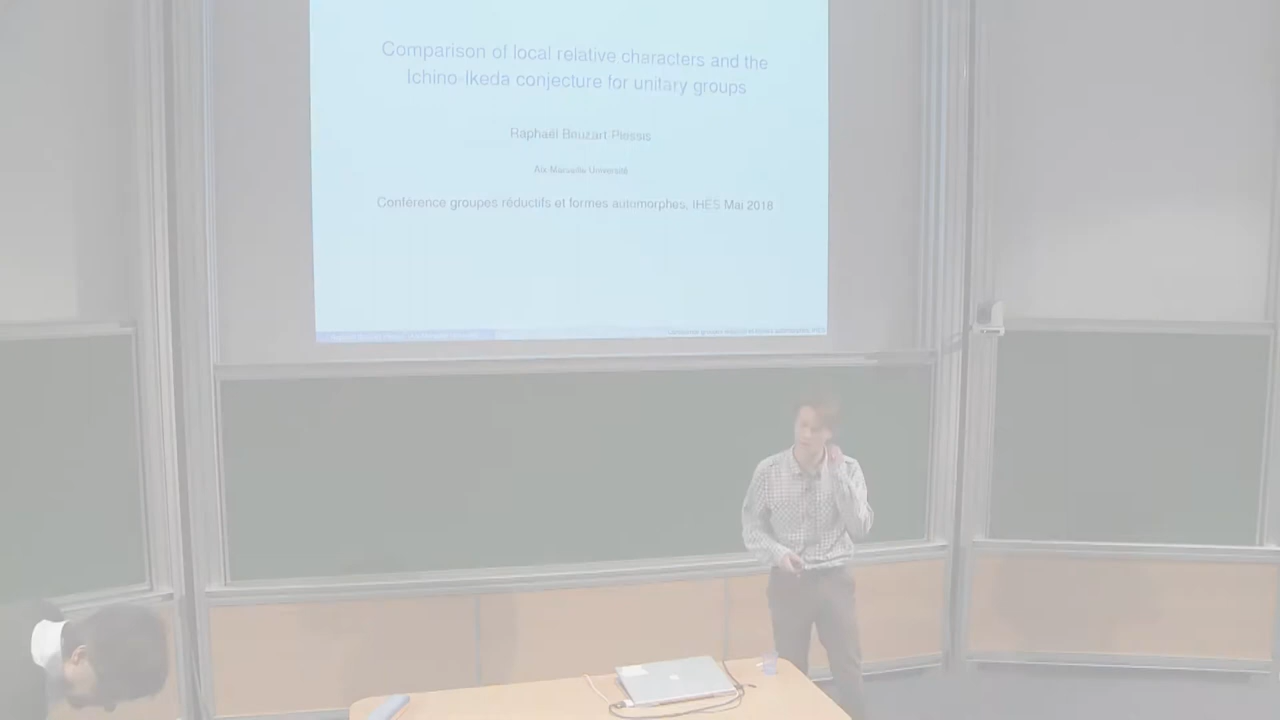 Comparison of local relative characters and the
Ichino-Ikeda conjecture for unitary groups
Raphaël Beuzart-Plessis
Aix Marseille Université
Conférence groupes réductifs et formes automorphes, IHES Mai 2018